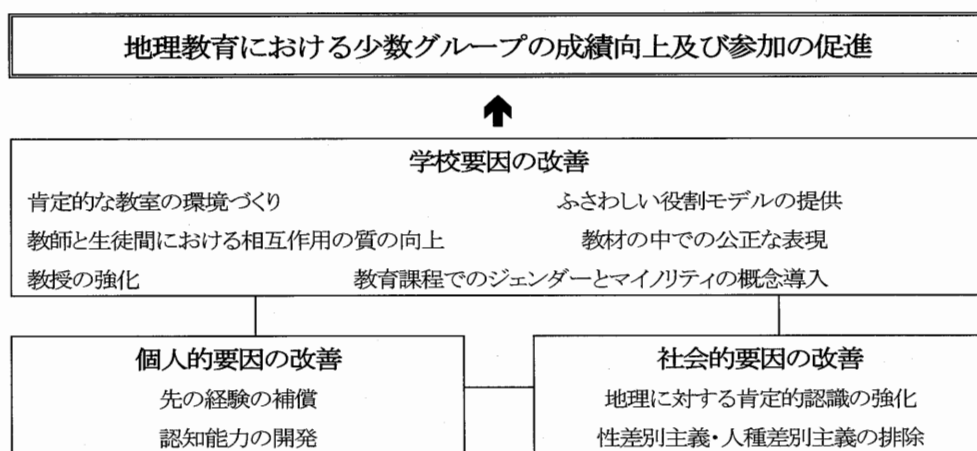 地理教育における少数グループの成績向上及び参加の促進
学校要因の改善
肯定的な教室の環境づくり ふさわしい役割モデルの提供
教師と生徒間における相互作用の質の向上 教材の中での公正な表現
教授の強化 教育課程でのジェンダーとマイノリティの概念導入
個人的要因の改善
先の経験の補償
認知能力の開発
社会的要因の改善
地理に対する肯定的認識の強化
性差別主義・人種差別主義の排除